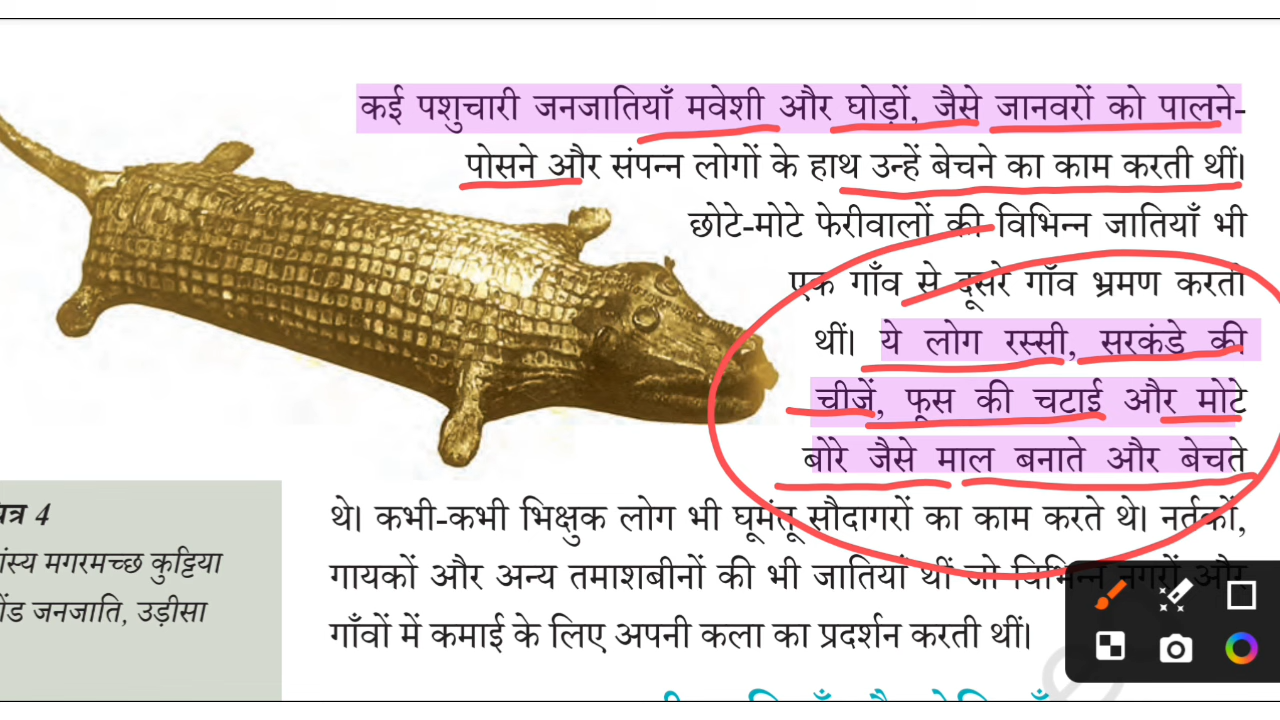 कई पशुचारी जनजातियाँ मवेशी और घोड़ों, जैसे जानवरों को पालने-
पोसने और संपन्न लोगों के हाथ उन्हें बेचने का काम करती थीं।
छोटे-मोटे फेरीवालों की विभिन्न जातियाँ भी
एक गाँव से दूसरे गाँव भ्रमण करती
थीं। ये लोग रस्सी, सरकंडे की
चीजें, फूस की चटाई और मोटे
बोरे जैसे माल बनाते और बेचते
थे। कभी-कभी भिक्षुक लोग भी घूमंतू सौदागरों का काम करते थे। नर्तकों,
गायकों और अन्य तमाशबीनों की भी जातियां थीं जो विभिन्न नगरों और
गाँवों में कमाई के लिए अपनी कला का प्रदर्शन करती थीं।
4
मगरमच्छ कुट्टिया
जनजाति, उड़ीसा